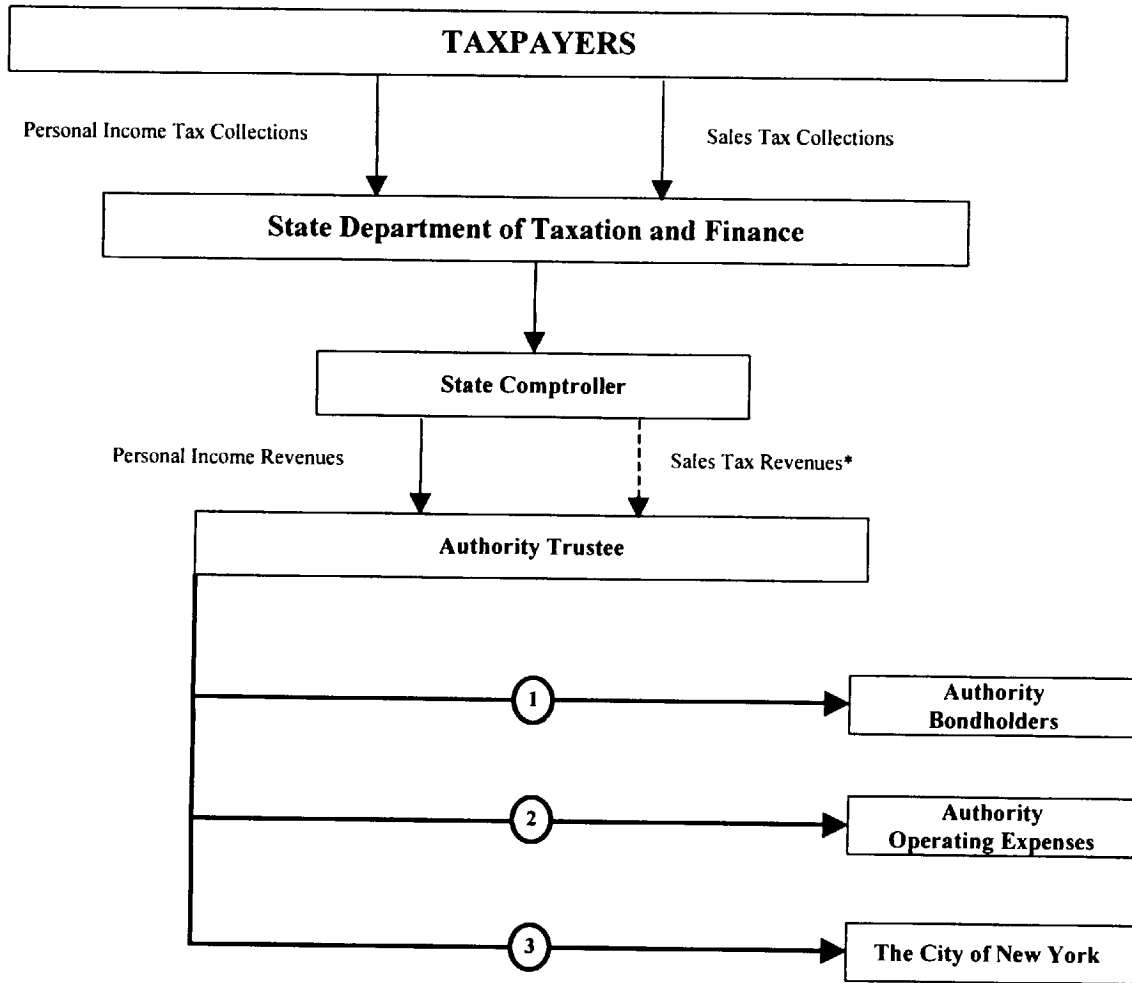 TAXPAYERS
Personal Income Tax Collections
Sales Tax Collections
State Department of Taxation and Finance
State Comptroller
Personal Income Revenues
Sales Tax Revenues*
Authority Trustee
1
Authority
Bondholders
2
Authority
Operating Expenses
3
The City of New York